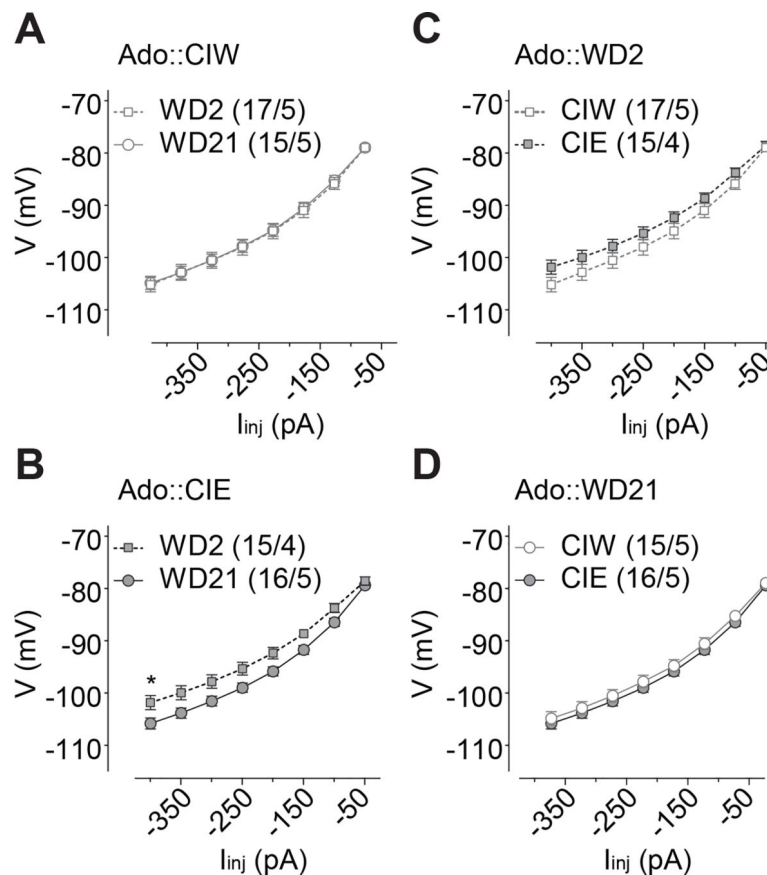 A
Ado::CIW
WD2 (17/5)
WD21 (15/5)
-70
-80
-90
-100
-110
V (mV)
-350
-250
-150
-50
Iinj (pA)
C
Ado::WD2
CIW (17/5)
CIE (15/4)
-70
-80
-90
-100
-110
V (mV)
-350
-250
-150
-50
Iinj (pA)
B
Ado::CIE
WD2 (15/4)
WD21 (16/5)
-70
-80
-90
-100
-110
V (mV)
*
-350
-250
-150
-50
Iinj (pA)
D
Ado::WD21
CIW (15/5)
CIE (16/5)
-70
-80
-90
-100
-110
V (mV)
-350
-250
-150
-50
Iinj (pA)